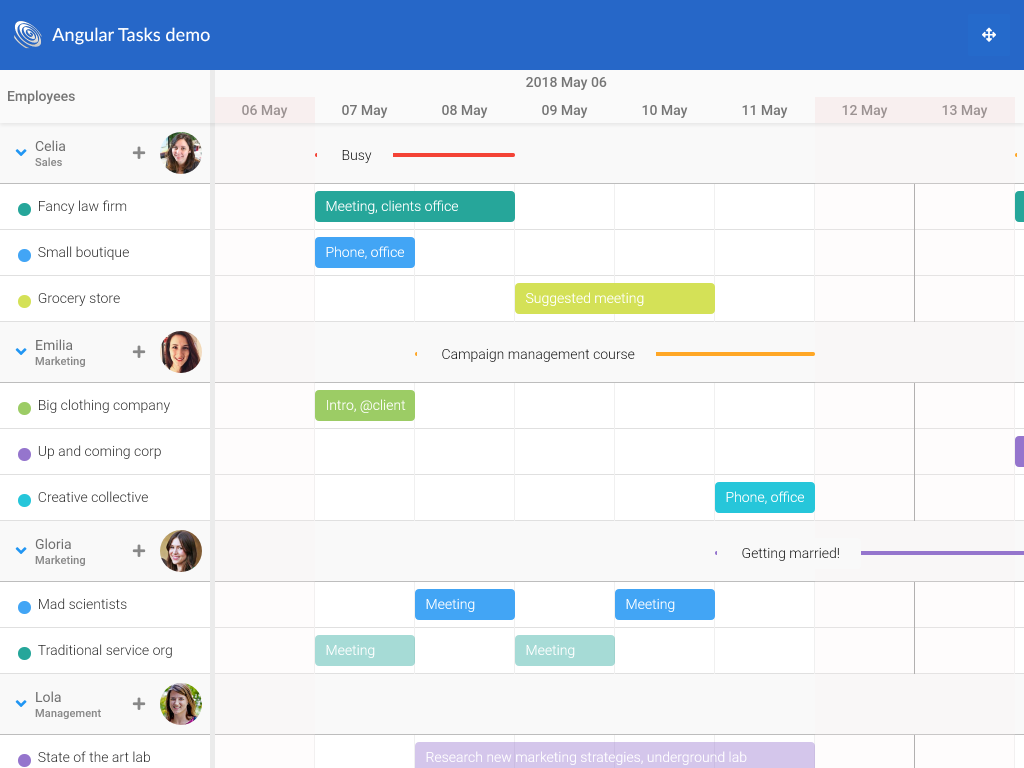 Angular Tasks demo
Employees
2018 May 06
06 May 07 May 08 May 09 May 10 May 11 May 12 May 13 May
Celia
Sales
Busy
Fancy law firm
Meeting, clients office
Small boutique
Phone, office
Grocery store
Suggested meeting
Emilia
Marketing
Campaign management course
Big clothing company
Intro, @client
Up and coming corp
Creative collective
Phone, office
Gloria
Marketing
Getting married!
Mad scientists
Meeting Meeting
Traditional service org
Meeting Meeting
Lola
Management
State of the art lab
Research new marketing strategies, underground lab